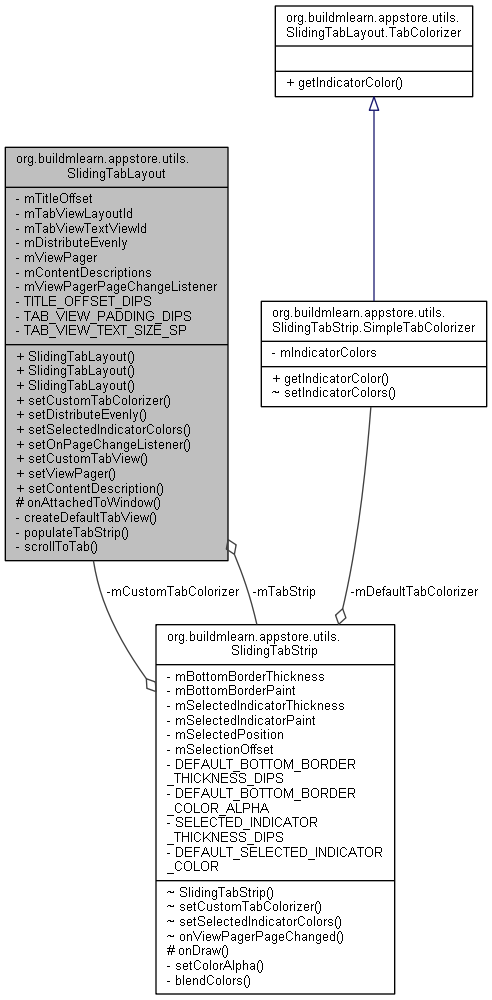 org.buildmlearn.appstore.utils.
SlidingTabLayout.TabColorizer
+ getIndicatorColor()
org.buildmlearn.appstore.utils.
SlidingTabLayout
- mTitleOffset
- mTabViewLayoutId
- mTabViewTextViewId
- mDistributeEvenly
- mViewPager
- mContentDescriptions
- mViewPagerPageChangeListener
- TITLE_OFFSET_DIPS
- TAB_VIEW_PADDING_DIPS
- TAB_VIEW_TEXT_SIZE_SP
+ SlidingTabLayout()
+ SlidingTabLayout()
+ SlidingTabLayout()
+ setCustomTabColorizer()
+ setDistributeEvenly()
+ setSelectedIndicatorColors()
+ setOnPageChangeListener()
+ setCustomTabView()
+ setViewPager()
+ setContentDescription()
# onAttachedToWindow()
- createDefaultTabView()
- populateTabStrip()
- scrollToTab()
org.buildmlearn.appstore.utils.
SlidingTabStrip.SimpleTabColorizer
- mIndicatorColors
+ getIndicatorColor()
~ setIndicatorColors()
-mCustomTabColorizer
-mTabStrip
-mDefaultTabColorizer
org.buildmlearn.appstore.utils.
SlidingTabStrip
- mBottomBorderThickness
- mBottomBorderPaint
- mSelectedIndicatorThickness
- mSelectedIndicatorPaint
- mSelectedPosition
- mSelectionOffset
- DEFAULT_BOTTOM_BORDER
_THICKNESS_DIPS
- DEFAULT_BOTTOM_BORDER
_COLOR_ALPHA
- SELECTED_INDICATOR
_THICKNESS_DIPS
- DEFAULT_SELECTED_INDICATOR
_COLOR
~ SlidingTabStrip()
~ setCustomTabColorizer()
~ setSelectedIndicatorColors()
~ onViewPagerPageChanged()
# onDraw()
- setColorAlpha()
- blendColors()